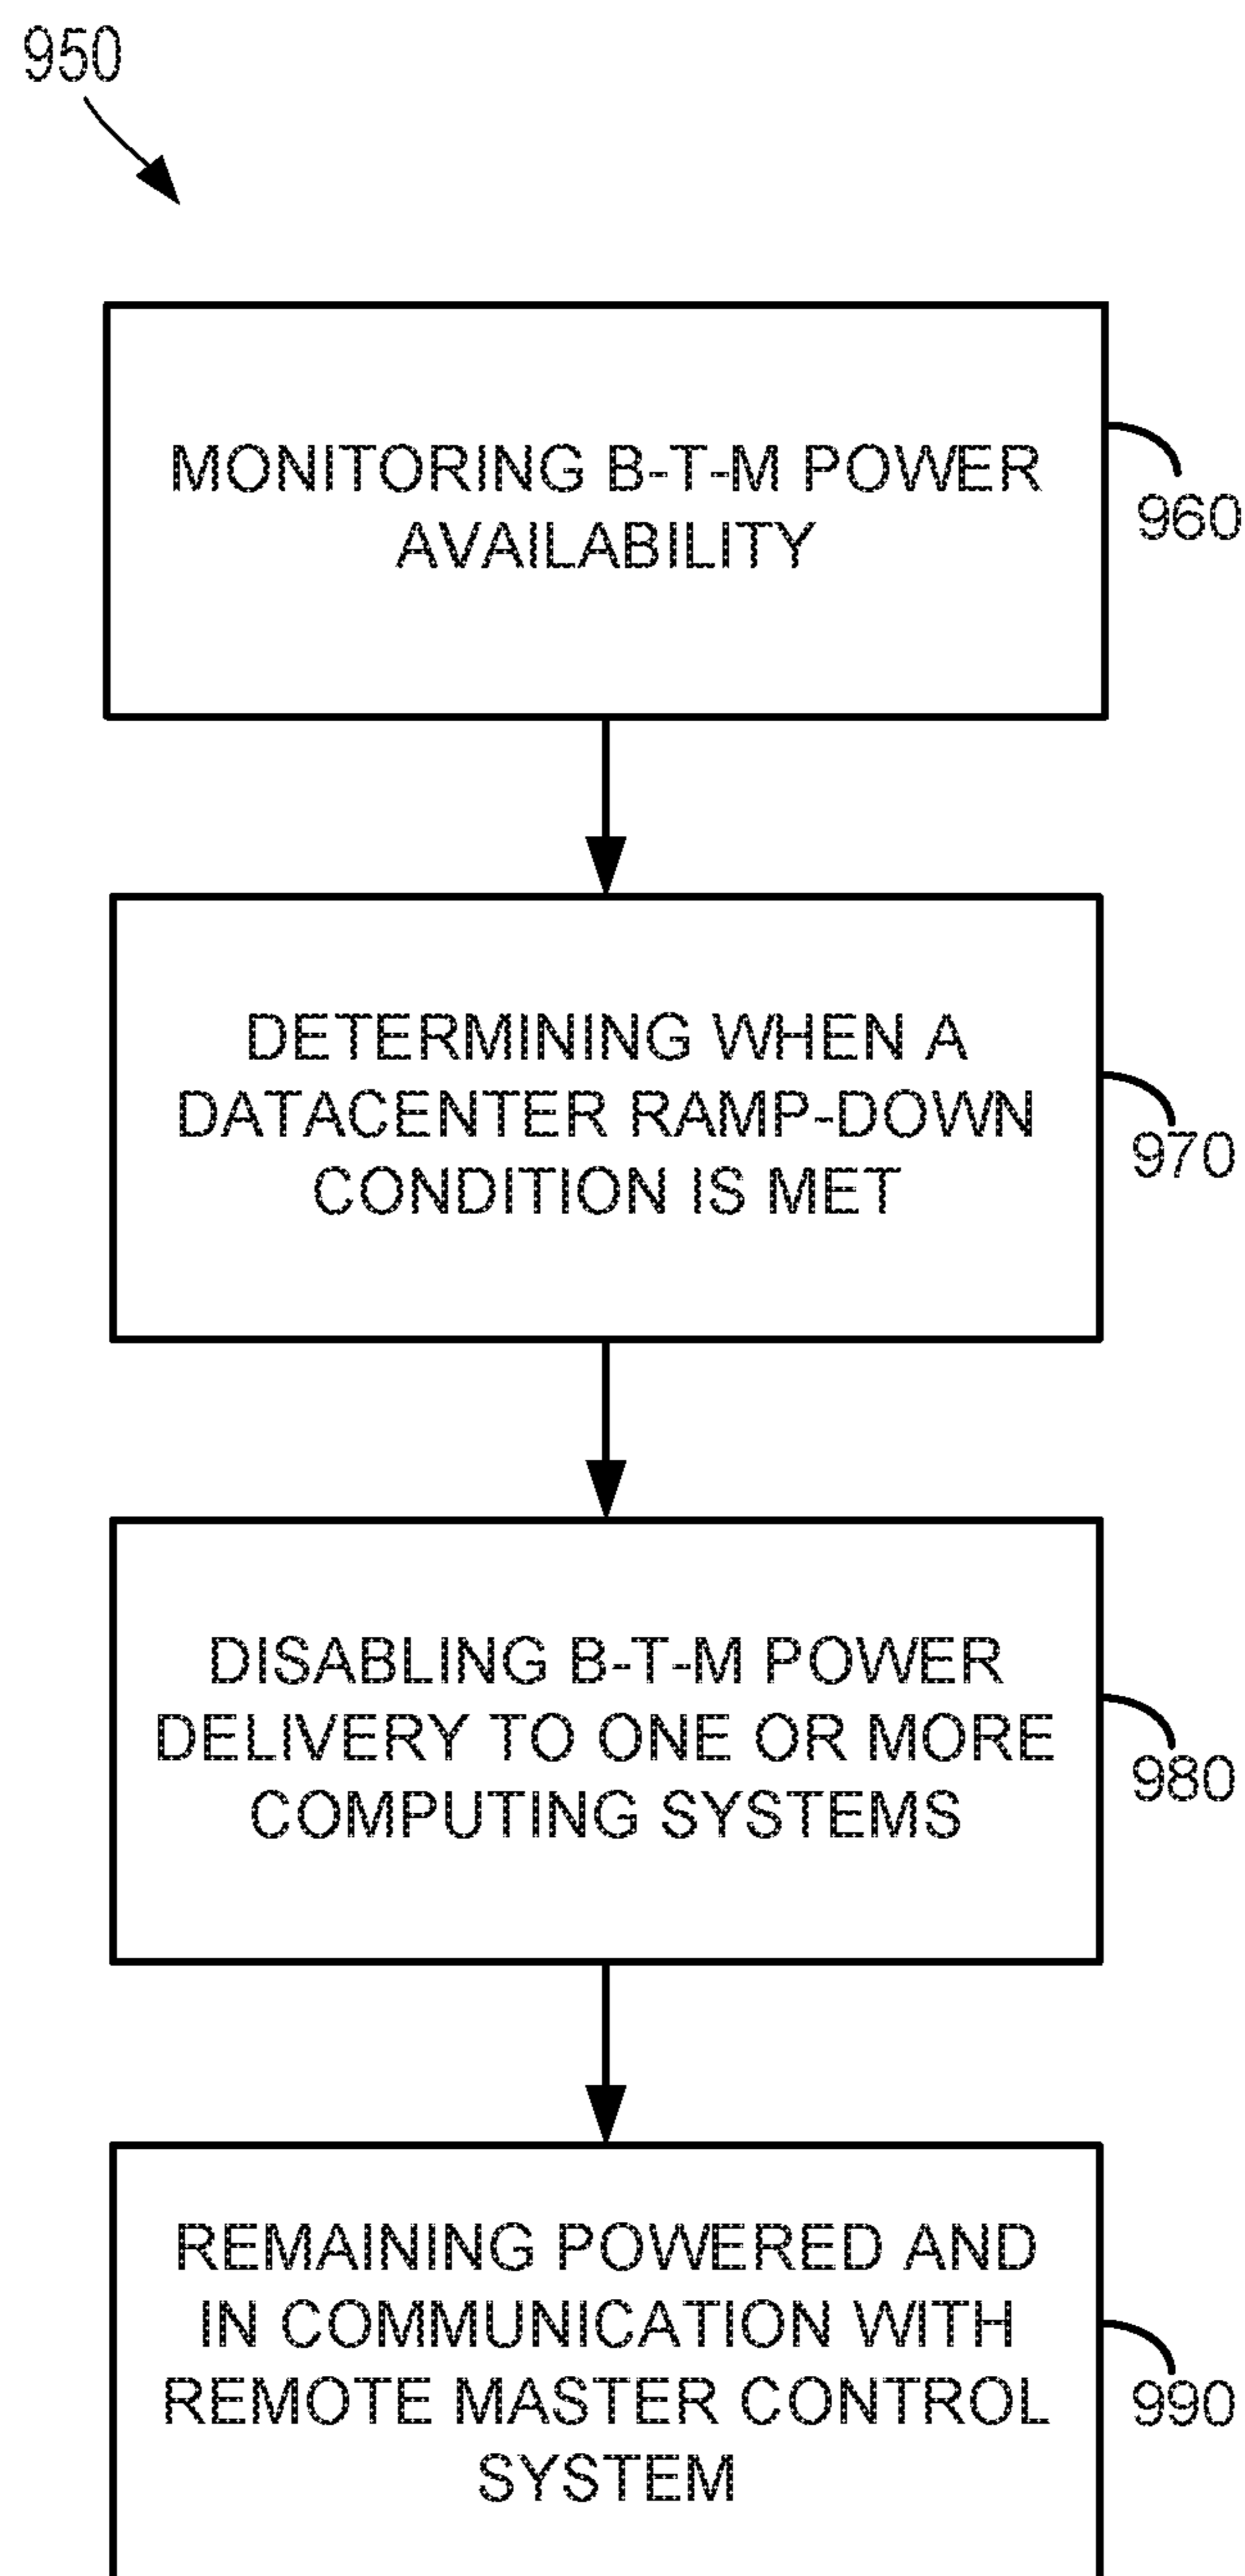 950
MONITORING B-T-M POWER
AVAILABILITY
960
DETERMINING WHEN A
DATACENTER RAMP-DOWN
CONDITION IS MET
970
DISABLING B-T-M POWER
DELIVERY TO ONE OR MORE
COMPUTING SYSTEMS
980
REMAINING POWERED AND
IN COMMUNICATION WITH
REMOTE MASTER CONTROL
SYSTEM
990